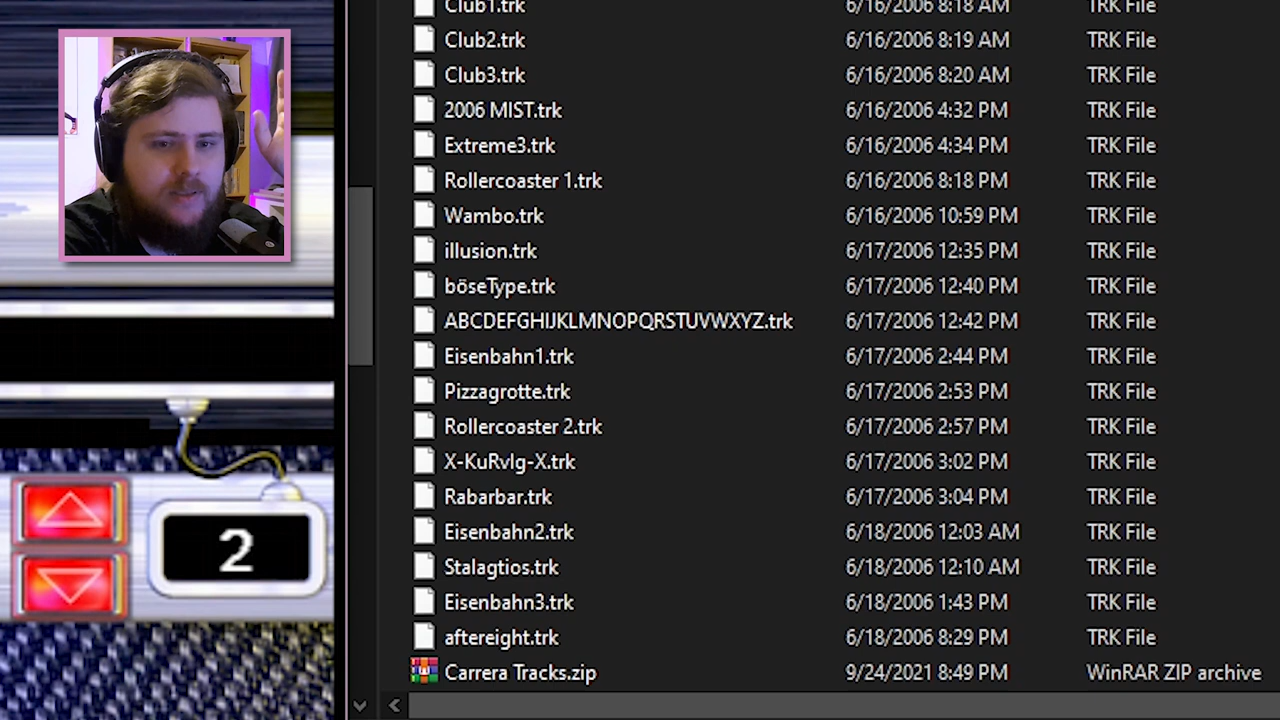 Club1.trk 6/16/2006 8:18 AM TRK File
Club2.trk 6/16/2006 8:19 AM TRK File
Club3.trk 6/16/2006 8:20 AM TRK File
2006 MIST.trk 6/16/2006 4:32 PM TRK File
Extreme3.trk 6/16/2006 4:34 PM TRK File
Rollercoaster 1.trk 6/16/2006 8:18 PM TRK File
Wambo.trk 6/16/2006 10:59 PM TRK File
illusion.trk 6/17/2006 12:35 PM TRK File
böseType.trk 6/17/2006 12:40 PM TRK File
ABCDEFGHIJKLMNOPQRSTUVWXYZ.trk 6/17/2006 12:42 PM TRK File
Eisenbahn1.trk 6/17/2006 2:44 PM TRK File
Pizzagrotte.trk 6/17/2006 2:53 PM TRK File
Rollercoaster 2.trk 6/17/2006 2:57 PM TRK File
X-KuRvIg-X.trk 6/17/2006 3:02 PM TRK File
Rabarbar.trk 6/17/2006 3:04 PM TRK File
Eisenbahn2.trk 6/18/2006 12:03 AM TRK File
2
Stalagtios.trk 6/18/2006 12:10 AM TRK File
Eisenbahn3.trk 6/18/2006 1:43 PM TRK File
aftereight.trk 6/18/2006 8:29 PM TRK File
Carrera Tracks.zip 9/24/2021 8:49 PM WinRAR ZIP archive